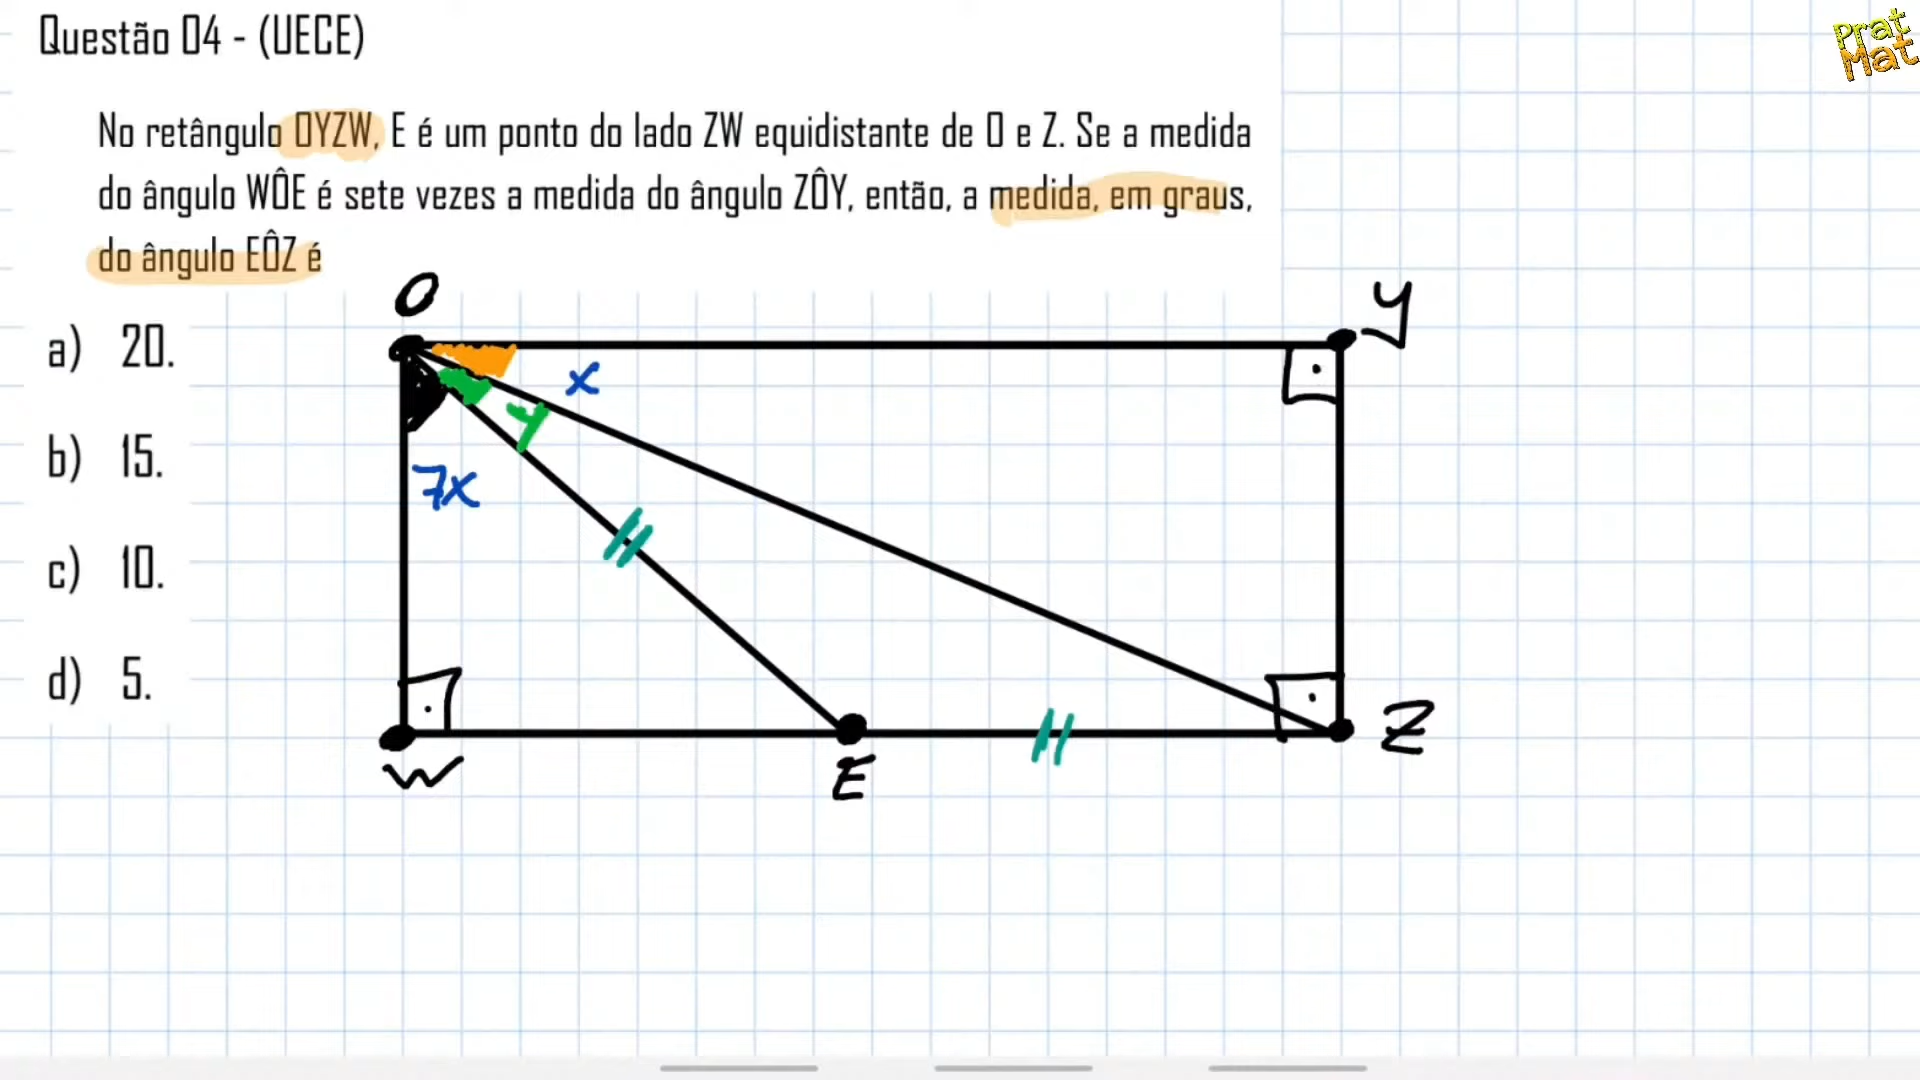 Questão 04 - (UECE)
Prat
Mat
No retângulo OYZW, E é um ponto do lado ZW equidistante de O e Z. Se a medida
do ângulo WÔE é sete vezes a medida do ângulo ZÔY, então, a medida, em graus,
do ângulo EÔZ é
O
Y
a) 20.
x
y
b) 15.
7x
c) 10.
d) 5.
Z
W
E